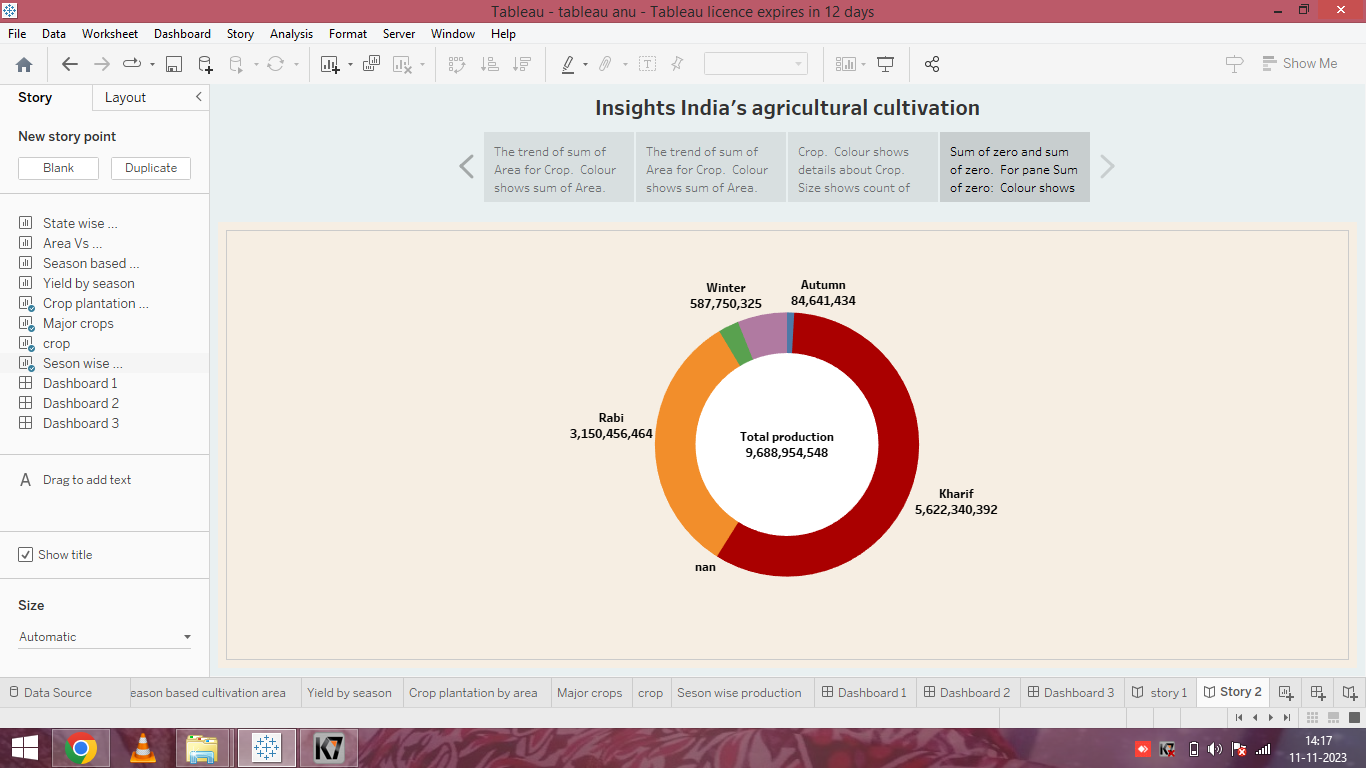 Tableau - tableau anu - Tableau licence expires in 12 days
File Data Worksheet Dashboard Story Analysis Format Server Window Help
Show Me
Story Layout
New story point
Blank Duplicate
State wise ...
Area Vs ...
Season based ...
Yield by season
Crop plantation ...
Major crops
crop
Seson wise ...
Dashboard 1
Dashboard 2
Dashboard 3
A Drag to add text
Show title
Size
Automatic
Insights India's agricultural cultivation
The trend of sum of
Area for Crop. Colour
shows sum of Area.
The trend of sum of
Area for Crop. Colour
shows sum of Area.
Crop. Colour shows
details about Crop.
Size shows count of
Sum of zero and sum
of zero. For pane Sum
of zero: Colour shows
Winter
587,750,325
Autumn
84,641,434
Rabi
3,150,456,464
Total production
9,688,954,548
Kharif
5,622,340,392
nan
Data Source eason based cultivation area Yield by season Crop plantation by area Major crops crop Seson wise production Dashboard 1 Dashboard 2 Dashboard 3 story 1 Story 2
K7
14:17
11-11-2023